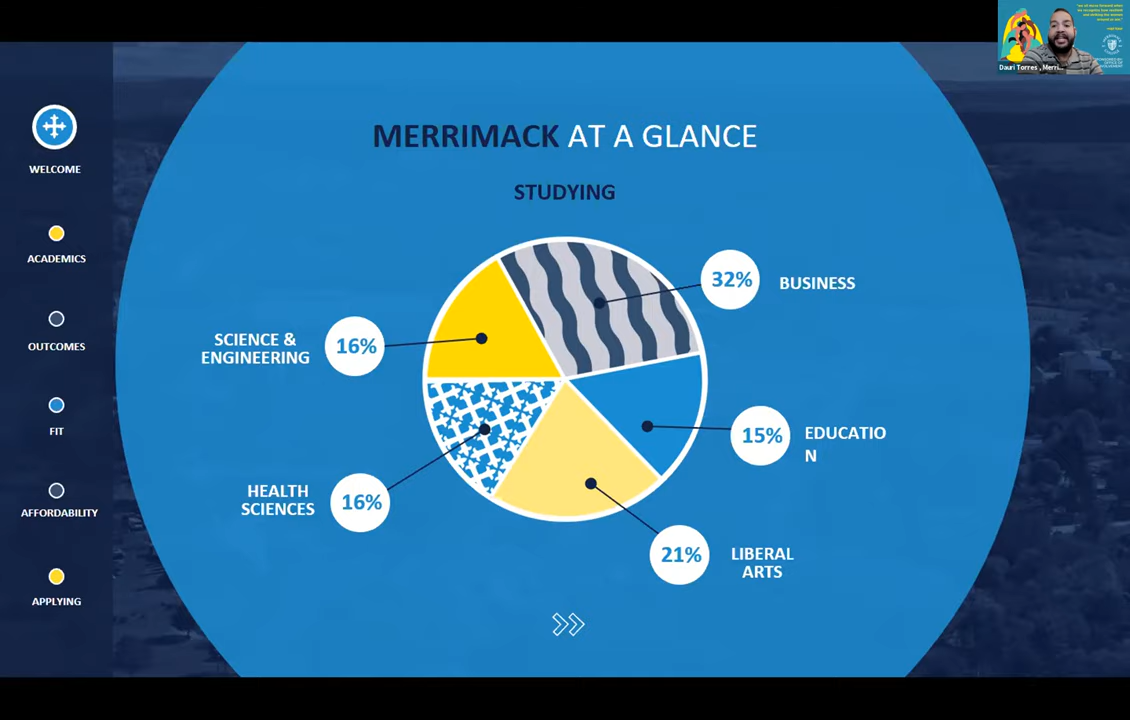 Dauri Torres , Merri...
MERRIMACK AT A GLANCE
STUDYING
WELCOME
ACADEMICS
OUTCOMES
FIT
AFFORDABILITY
APPLYING
32%
BUSINESS
SCIENCE &
ENGINEERING
16%
15%
EDUCATIO
N
HEALTH
SCIENCES
16%
21%
LIBERAL
ARTS